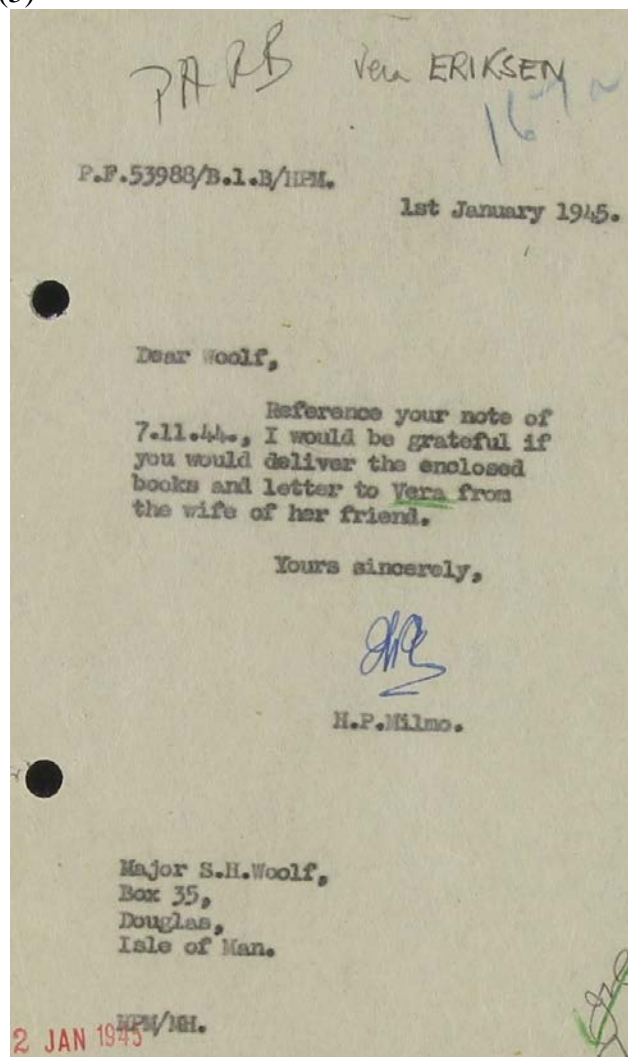 (3)
PARB Vera ERIKSEN
P.F.53988/B.1.B/HPM.
1st January 1945.
Dear Woolf,
Reference your note of
7.11.44., I would be grateful if
you would deliver the enclosed
books and letter to Vera from
the wife of her friend.
Yours sincerely,
H.P.Milmo.
Major S.H.Woolf,
Box 35,
Douglas,
Isle of Man.
HPM/MH.
2 JAN 1945